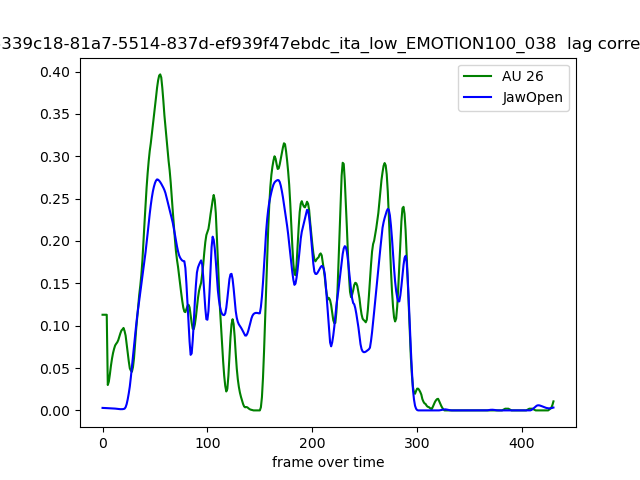 339c18-81a7-5514-837d-ef939f47ebdc_ita_low_EMOTION100_038 lag corre
AU 26
JawOpen
0.40
0.35
0.30
0.25
0.20
0.15
0.10
0.05
0.00
0 100 200 300 400
frame over time